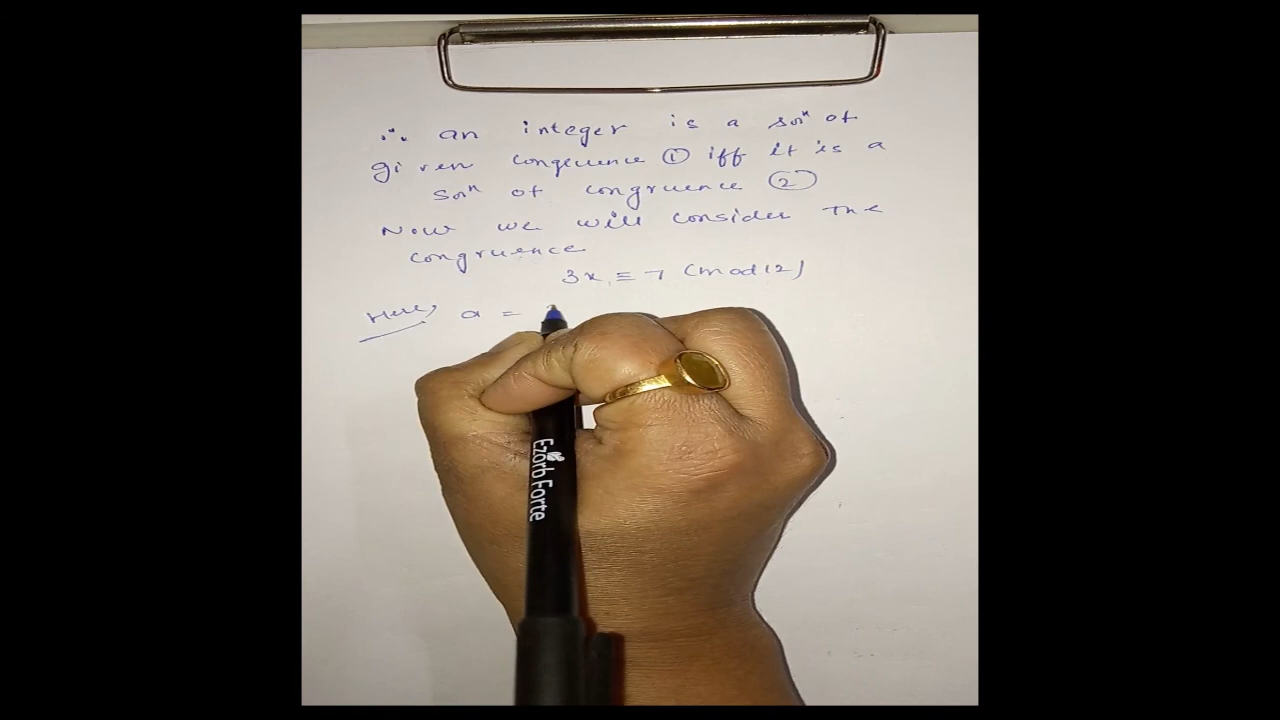 ∴ an integer is a solⁿ of
given congruence ① iff it is a
solⁿ of congruence ②
Now we will consider the
congruence
3x ≡ 7 (mod 12)
Here, a =
Ezorb Forte